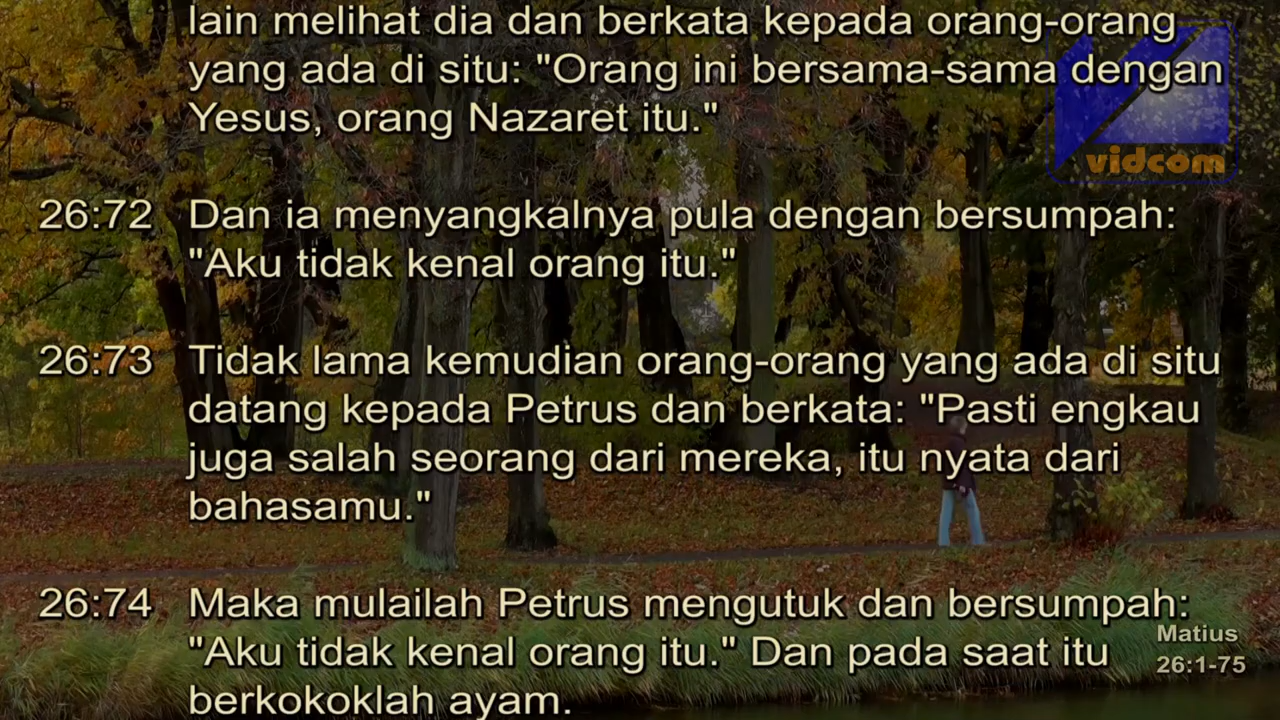 lain melihat dia dan berkata kepada orang-orang
yang ada di situ: "Orang ini bersama-sama dengan
Yesus, orang Nazaret itu."
vidcom
26:72 Dan ia menyangkalnya pula dengan bersumpah:
"Aku tidak kenal orang itu."
26:73 Tidak lama kemudian orang-orang yang ada di situ
datang kepada Petrus dan berkata: "Pasti engkau
juga salah seorang dari mereka, itu nyata dari
bahasamu."
26:74 Maka mulailah Petrus mengutuk dan bersumpah:
"Aku tidak kenal orang itu." Dan pada saat itu
berkokoklah ayam.
Matius
26:1-75